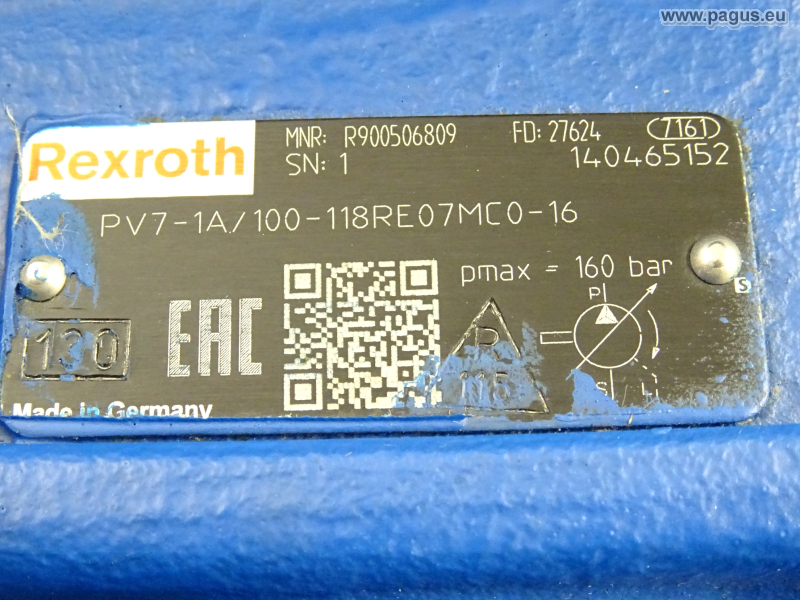 www.pagus.eu
Rexroth
MNR: R900506809 FD: 27624 7161
SN: 1 140465152
PV7-1A/100-118RE07MC0-16
pmax = 160 bar
P
S
130
EAC
R
115
S L
Made in Germany